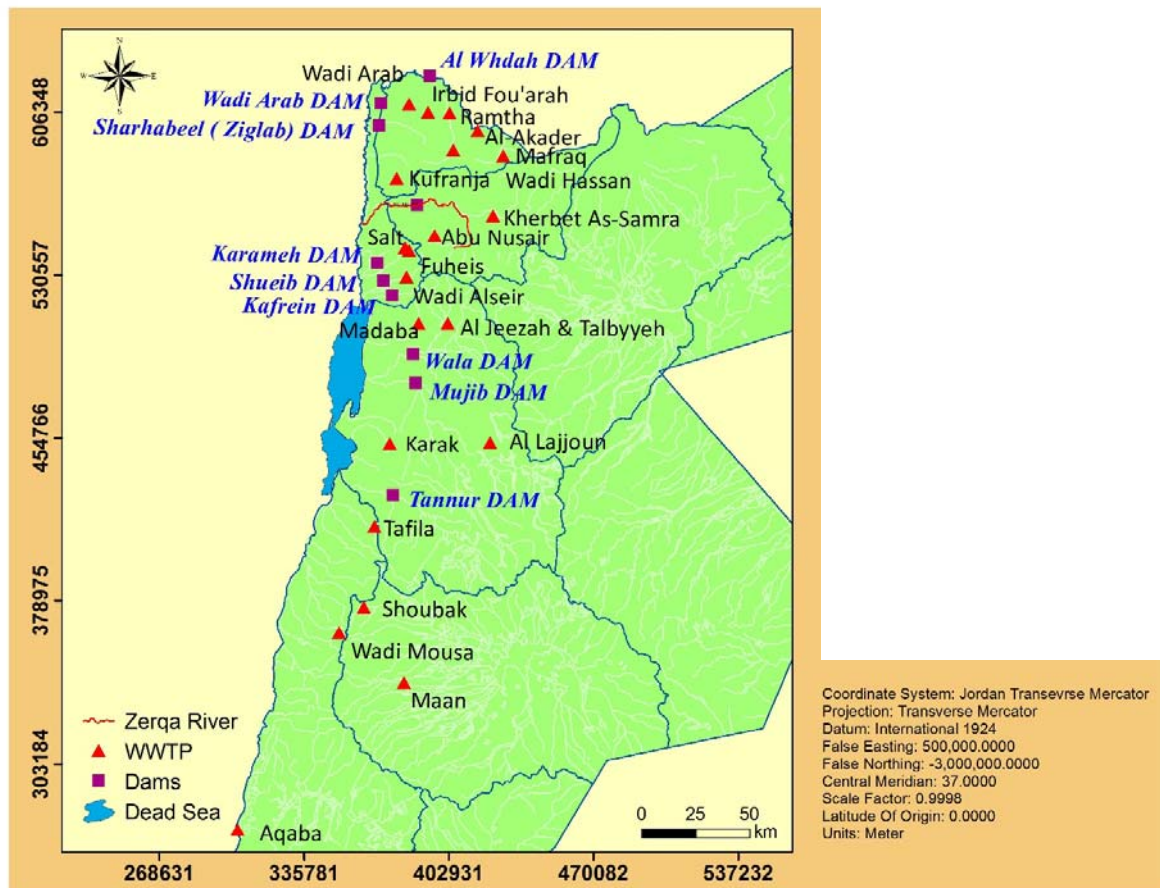 N
W
E
S
Al Whdah DAM
Wadi Arab
Wadi Arab DAM
Irbid Fou'arah
Sharhabeel ( Ziglab) DAM
Ramtha
Al-Akader
Mafraq
Kufranja
Wadi Hassan
Kherbet As-Samra
Salt
Abu Nusair
Karameh DAM
Fuheis
Shueib DAM
Kafrein DAM
Wadi Alseir
Madaba
Al Jeezah & Talbyyeh
Wala DAM
Mujib DAM
Karak
Al Lajjoun
Tannur DAM
Tafila
Shoubak
Wadi Mousa
Maan
Aqaba
Zerqa River
WWTP
Dams
Dead Sea
0 25 50
km
606348
530557
454766
378975
303184
268631 335781 402931 470082 537232
Coordinate System: Jordan Transevrse Mercator
Projection: Transverse Mercator
Datum: International 1924
False Easting: 500,000.0000
False Northing: -3,000,000.0000
Central Meridian: 37.0000
Scale Factor: 0.9998
Latitude Of Origin: 0.0000
Units: Meter